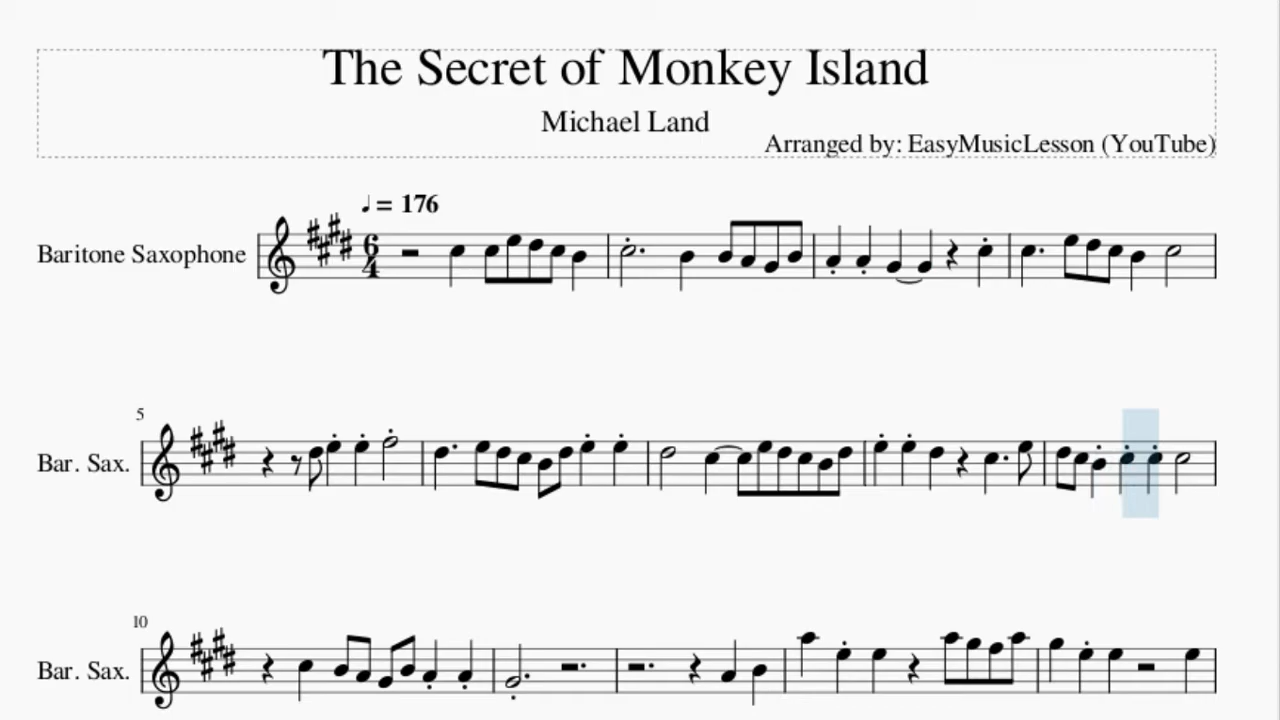 The Secret of Monkey Island
Michael Land
Arranged by: EasyMusicLesson (YouTube)
♩ = 176
Baritone Saxophone
6
4
5
Bar. Sax.
10
Bar. Sax.